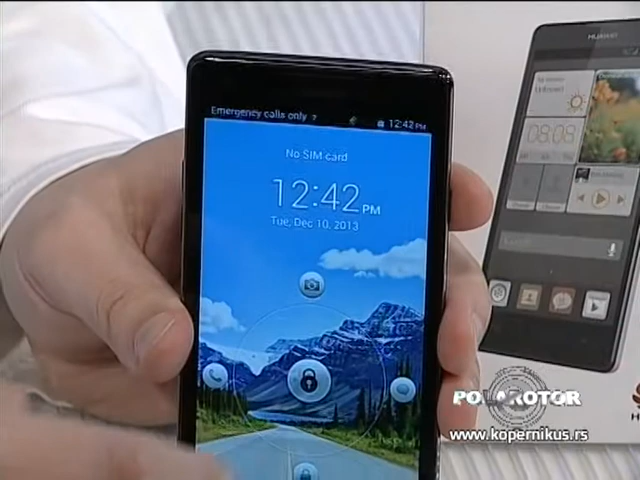 HUAWEI
Emergency calls only ?
12:42 PM
No SIM card
12:42 PM
Tue, Dec 10, 2013
08:08
POLAROTOR
www.kopernikus.rs